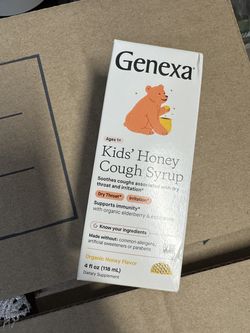 Genexa®
Ages 1+
Kids' Honey
Cough Syrup
Soothes coughs associated with dry
throat and irritation*
Dry Throat*
Irritation*
Supports immunity*
with organic elderberry &
Know your ingredients
Made without: common allergens,
artificial sweeteners or parabens
Organic Honey Flavor
4 fl oz (118 mL)
Dietary Supplement